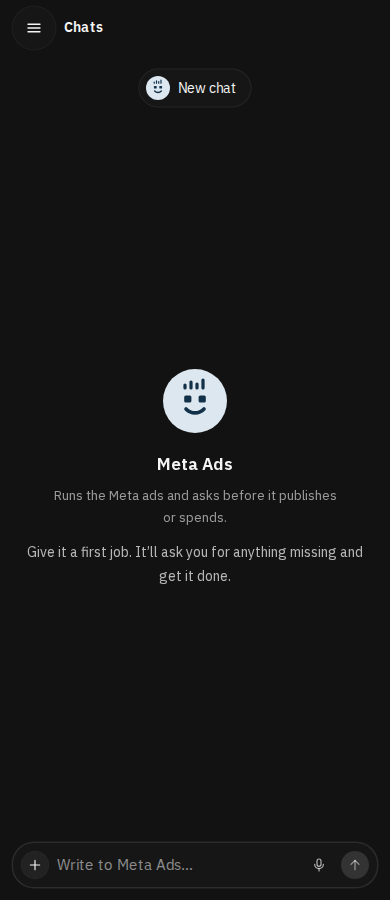 Chats
New chat
Meta Ads
Runs the Meta ads and asks before it publishes
or spends.
Give it a first job. It’ll ask you for anything missing and
get it done.
Write to Meta Ads...